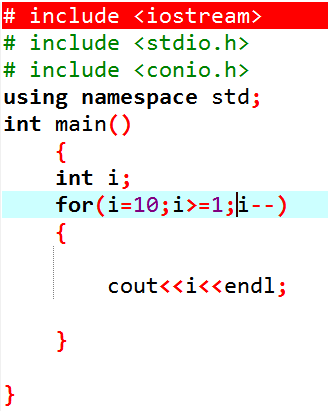 # include <iostream>
# include <stdio.h>
# include <conio.h>
using namespace std;
int main()
{
int i;
for(i=10;i>=1;i--)
{
cout<<i<<endl;
}
}